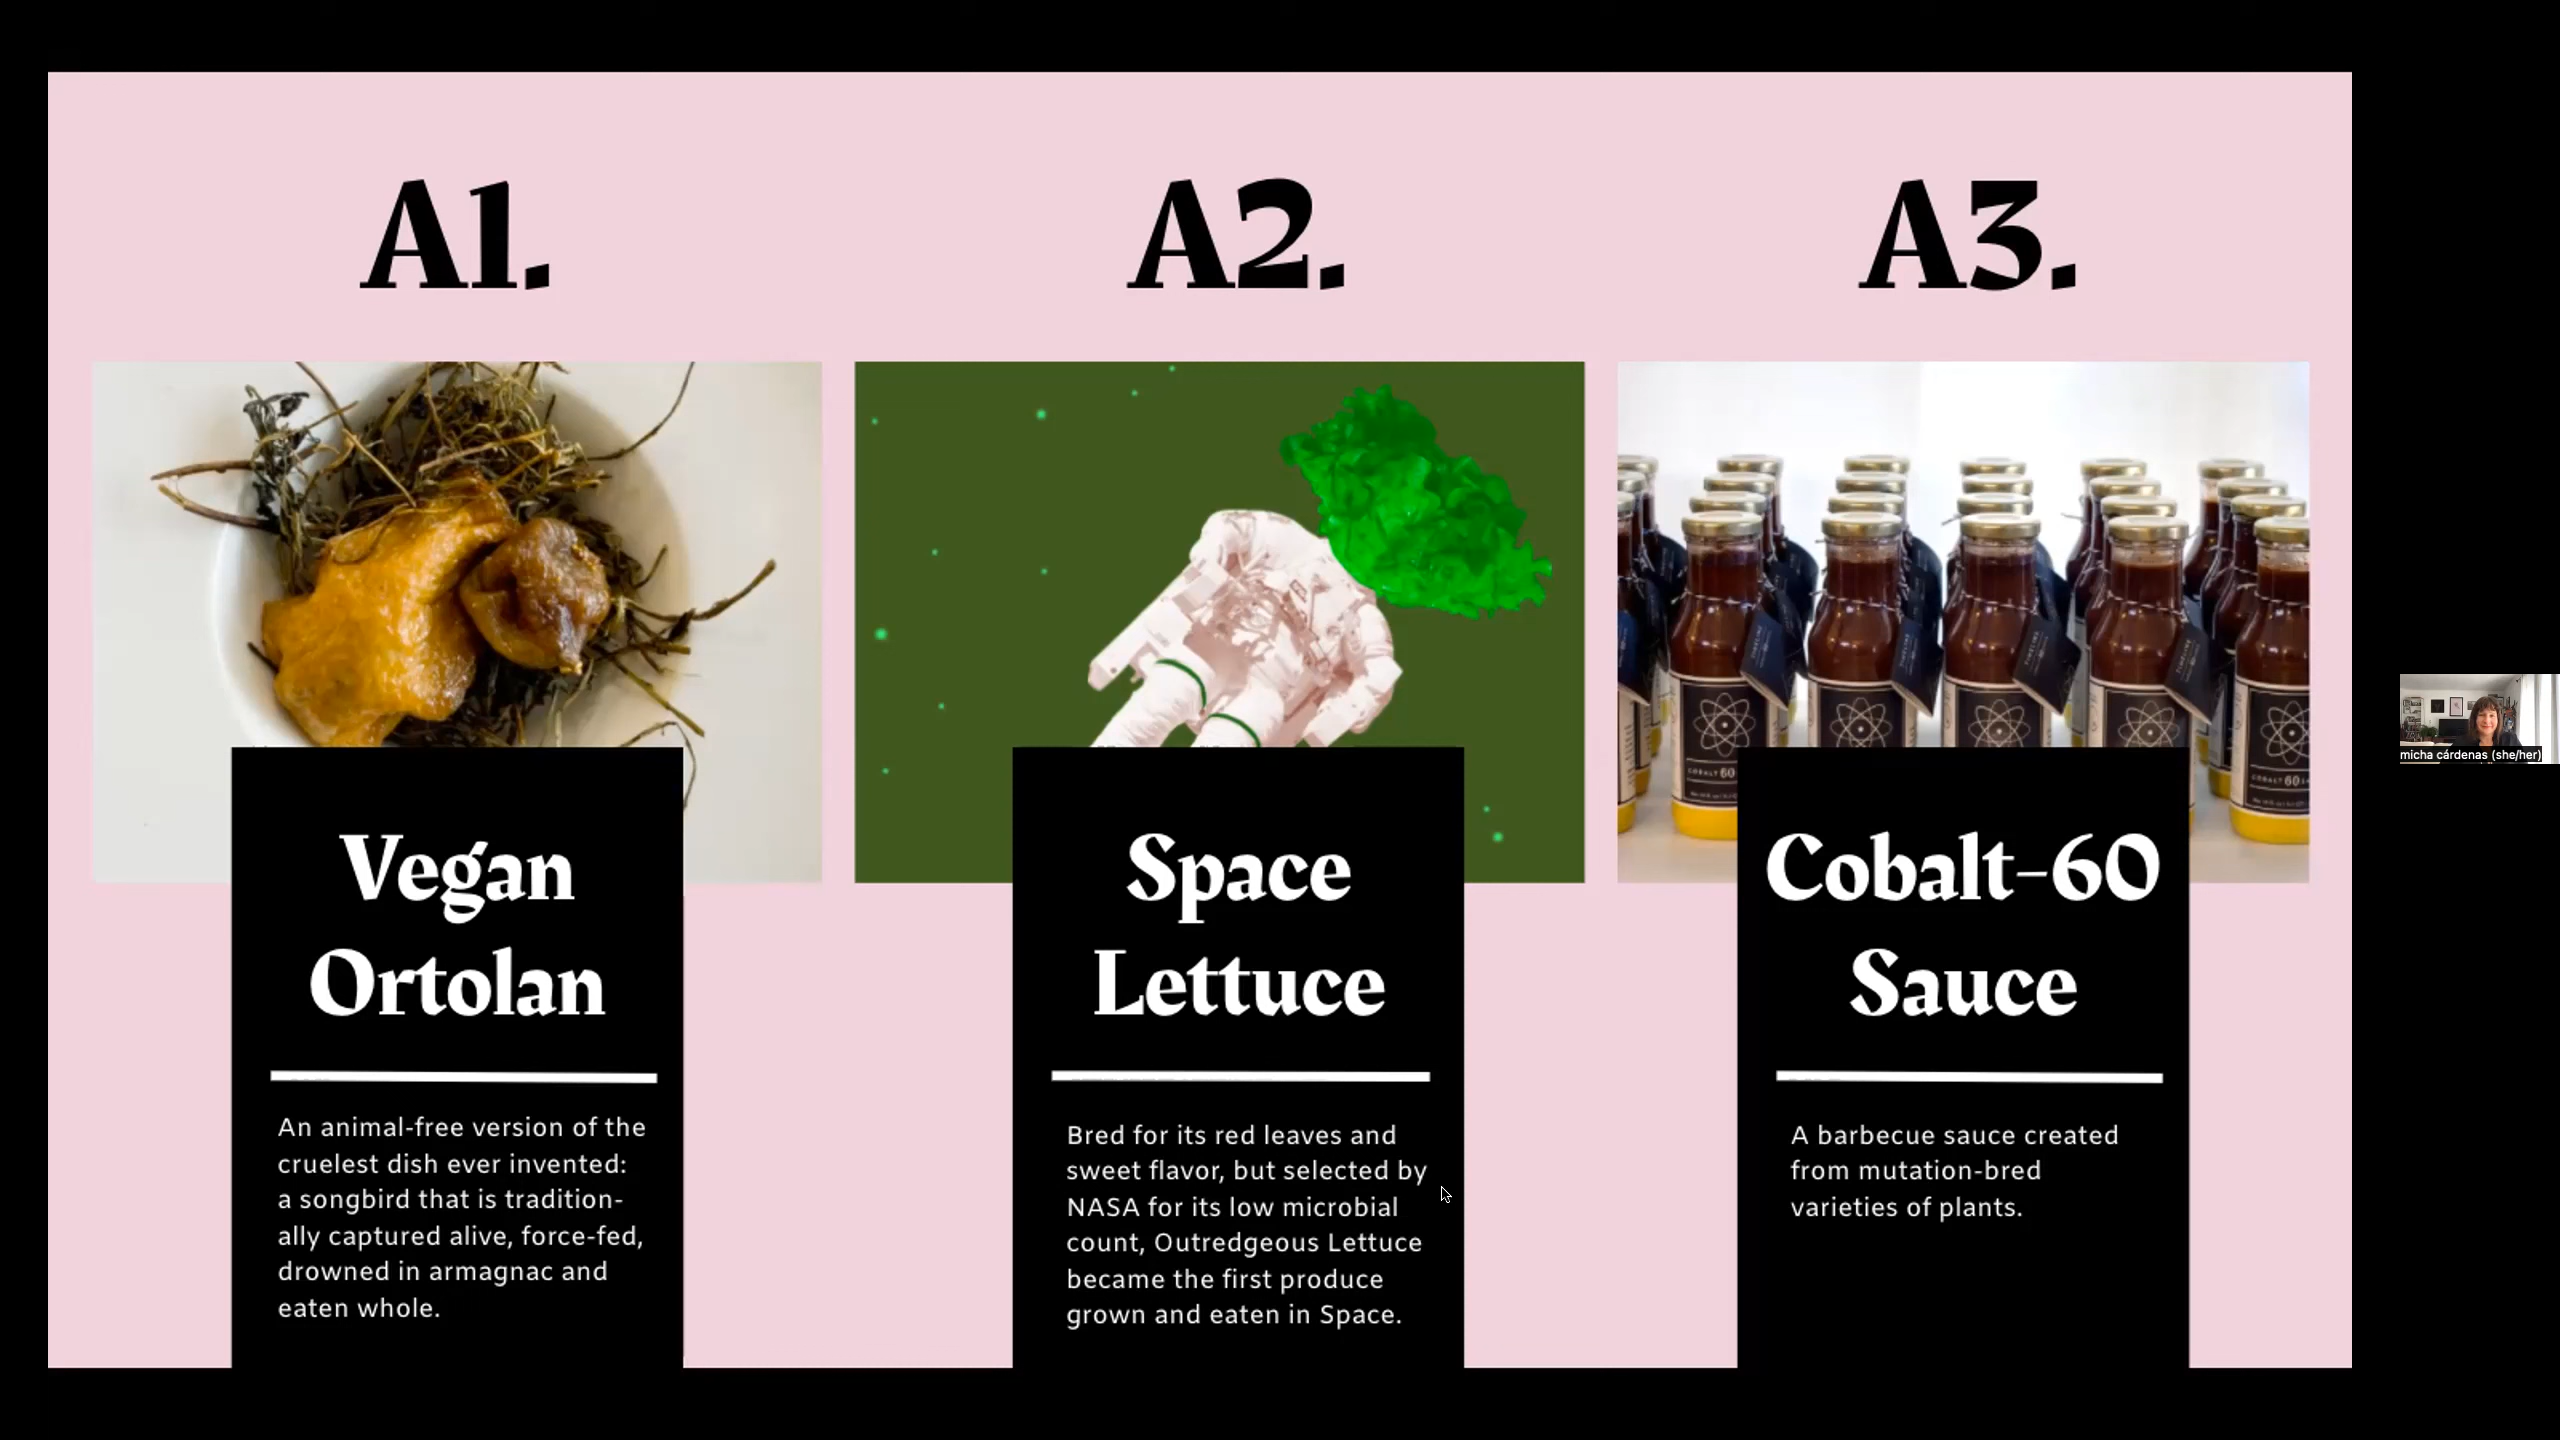 A1.
A2.
A3.
COBALT 60
COBALT 60
Vegan
Ortolan
An animal-free version of the
cruelest dish ever invented:
a songbird that is tradition-
ally captured alive, force-fed,
drowned in armagnac and
eaten whole.
Space
Lettuce
Bred for its red leaves and
sweet flavor, but selected by
NASA for its low microbial
count, Outredgeous Lettuce
became the first produce
grown and eaten in Space.
Cobalt-60
Sauce
A barbecue sauce created
from mutation-bred
varieties of plants.
micha cárdenas (she/her)